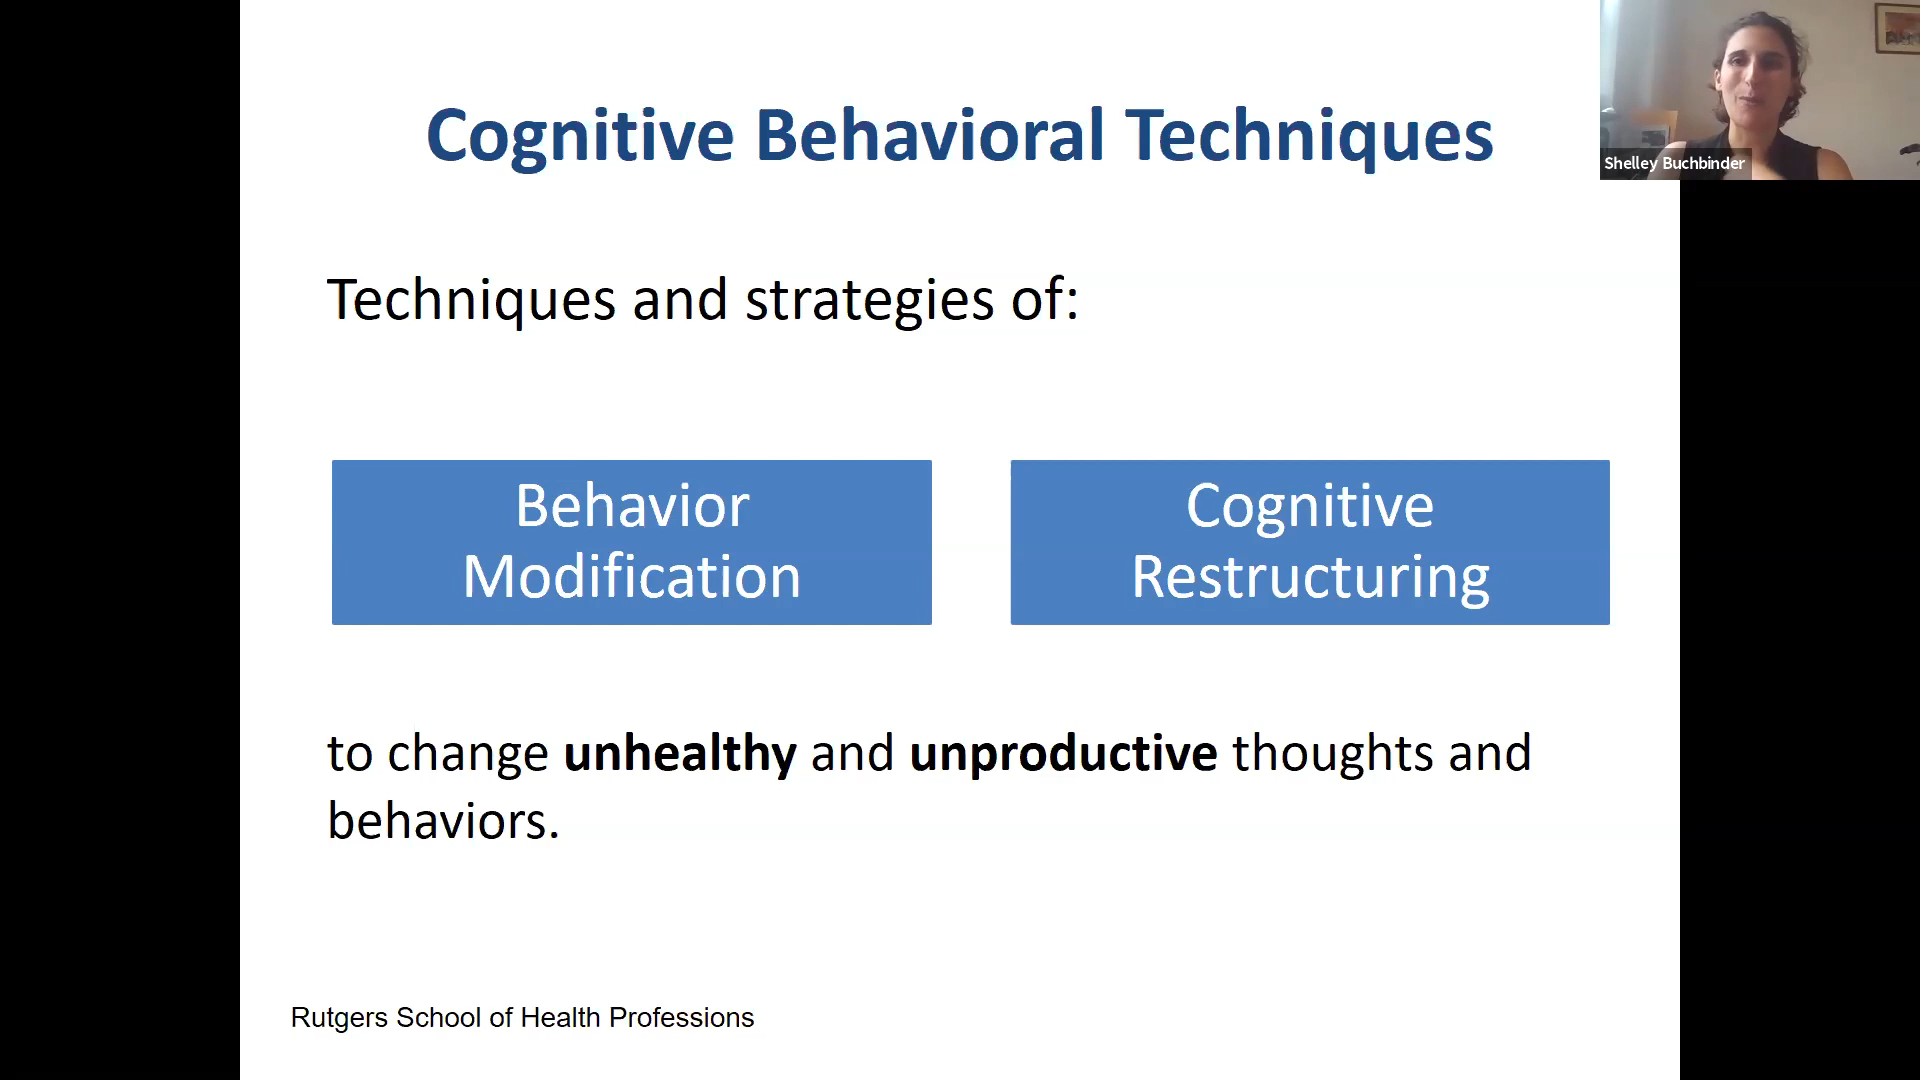 Cognitive Behavioral Techniques
Shelley Buchbinder
Techniques and strategies of:
Behavior
Modification
Cognitive
Restructuring
to change unhealthy and unproductive thoughts and
behaviors.
Rutgers School of Health Professions